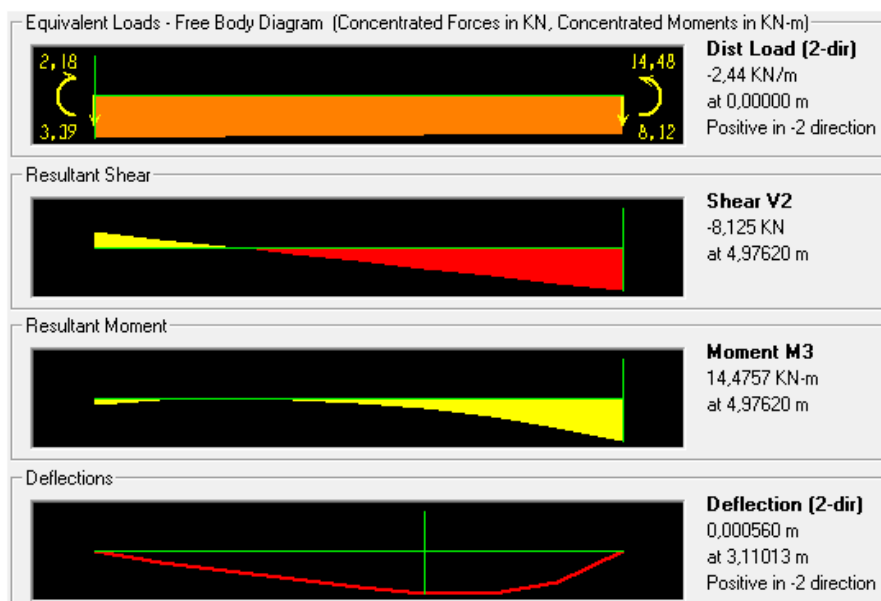 Equivalent Loads - Free Body Diagram (Concentrated Forces in KN, Concentrated Moments in KN-m)
2,18
14,48
3,39
8,12
Dist Load (2-dir)
-2,44 KN/m
at 0,00000 m
Positive in -2 direction
Resultant Shear
Shear V2
-8,125 KN
at 4,97620 m
Resultant Moment
Moment M3
14,4757 KN-m
at 4,97620 m
Deflections
Deflection (2-dir)
0,000560 m
at 3,11013 m
Positive in -2 direction